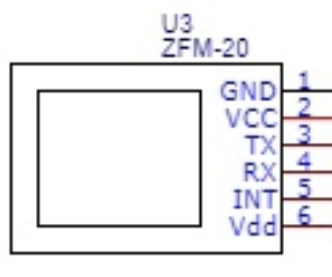 U3
ZFM-20
GND 1
VCC 2
TX 3
RX 4
INT 5
Vdd 6